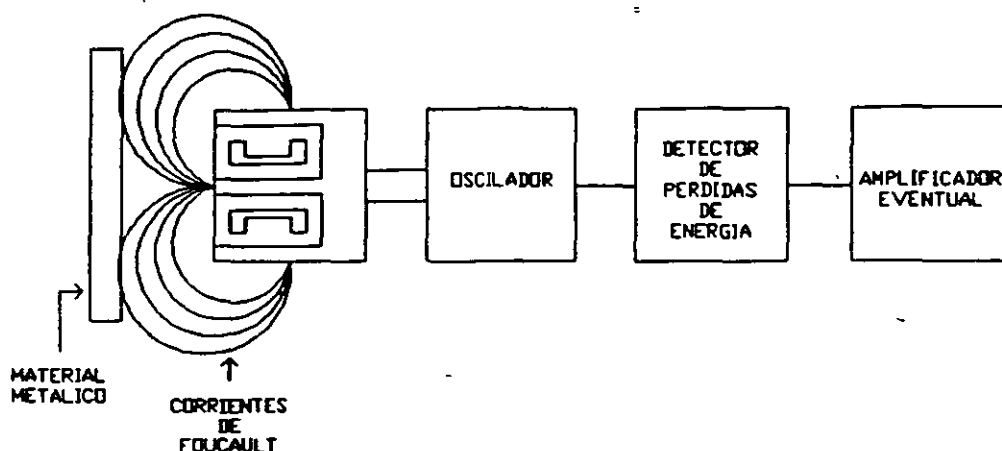 OSCILADOR
DETECTOR
DE
PERDIDAS
DE
ENERGIA
AMPLIFICADOR
EVENTUAL
MATERIAL
METALICO
CORRIENTES
DE
FOUCAULT